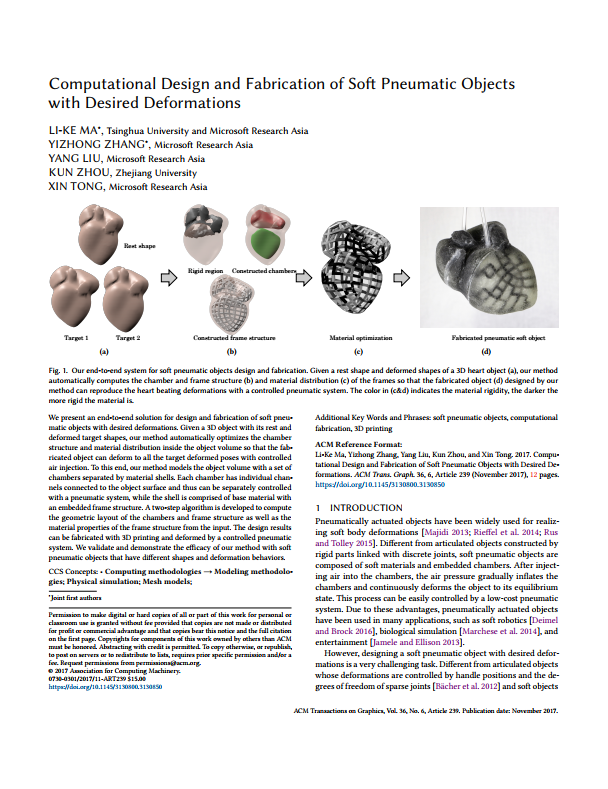 Computational Design and Fabrication of Soft Pneumatic Objects
with Desired Deformations
LI-KE MA*, Tsinghua University and Microsoft Research Asia
YIZHONG ZHANG*, Microsoft Research Asia
YANG LIU, Microsoft Research Asia
KUN ZHOU, Zhejiang University
XIN TONG, Microsoft Research Asia
Rest shape
Target 1 Target 2
(a)
Rigid region Constructed chambers
Constructed frame structure
(b)
Material optimization
(c)
Fabricated pneumatic soft object
(d)
Fig. 1. Our end-to-end system for soft pneumatic objects design and fabrication. Given a rest shape and deformed shapes of a 3D heart object (a), our method
automatically computes the chamber and frame structure (b) and material distribution (c) of the frames so that the fabricated object (d) designed by our
method can reproduce the heart beating deformations with a controlled pneumatic system. The color in (c&d) indicates the material rigidity, the darker the
more rigid the material is.
We present an end-to-end solution for design and fabrication of soft pneu-
matic objects with desired deformations. Given a 3D object with its rest and
deformed target shapes, our method automatically optimizes the chamber
structure and material distribution inside the object volume so that the fab-
ricated object can deform to all the target deformed poses with controlled
air injection. To this end, our method models the object volume with a set of
chambers separated by material shells. Each chamber has individual chan-
nels connected to the object surface and thus can be separately controlled
with a pneumatic system, while the shell is comprised of base material with
an embedded frame structure. A two-step algorithm is developed to compute
the geometric layout of the chambers and frame structure as well as the
material properties of the frame structure from the input. The design results
can be fabricated with 3D printing and deformed by a controlled pneumatic
system. We validate and demonstrate the efficacy of our method with soft
pneumatic objects that have different shapes and deformation behaviors.
CCS Concepts: • Computing methodologies → Modeling methodolo-
gies; Physical simulation; Mesh models;
*Joint first authors
Permission to make digital or hard copies of all or part of this work for personal or
classroom use is granted without fee provided that copies are not made or distributed
for profit or commercial advantage and that copies bear this notice and the full citation
on the first page. Copyrights for components of this work owned by others than ACM
must be honored. Abstracting with credit is permitted. To copy otherwise, or republish,
to post on servers or to redistribute to lists, requires prior specific permission and/or a
fee. Request permissions from permissions@acm.org.
© 2017 Association for Computing Machinery.
0730-0301/2017/11-ART239 $15.00
https://doi.org/10.1145/3130800.3130850
Additional Key Words and Phrases: soft pneumatic objects, computational
fabrication, 3D printing
ACM Reference Format:
Li-Ke Ma, Yizhong Zhang, Yang Liu, Kun Zhou, and Xin Tong. 2017. Compu-
tational Design and Fabrication of Soft Pneumatic Objects with Desired De-
formations. ACM Trans. Graph. 36, 6, Article 239 (November 2017), 12 pages.
https://doi.org/10.1145/3130800.3130850
1 INTRODUCTION
Pneumatically actuated objects have been widely used for realiz-
ing soft body deformations [Majidi 2013; Rieffel et al. 2014; Rus
and Tolley 2015]. Different from articulated objects constructed by
rigid parts linked with discrete joints, soft pneumatic objects are
composed of soft materials and embedded chambers. After inject-
ing air into the chambers, the air pressure gradually inflates the
chambers and continuously deforms the object to its equilibrium
state. This process can be easily controlled by a low-cost pneumatic
system. Due to these advantages, pneumatically actuated objects
have been used in many applications, such as soft robotics [Deimel
and Brock 2016], biological simulation [Marchese et al. 2014], and
entertainment [Jamele and Ellison 2013].
However, designing a soft pneumatic object with desired defor-
mations is a very challenging task. Different from articulated objects
whose deformations are controlled by handle positions and the de-
grees of freedom of sparse joints [Bächer et al. 2012] and soft objects
ACM Transactions on Graphics, Vol. 36, No. 6, Article 239. Publication date: November 2017.